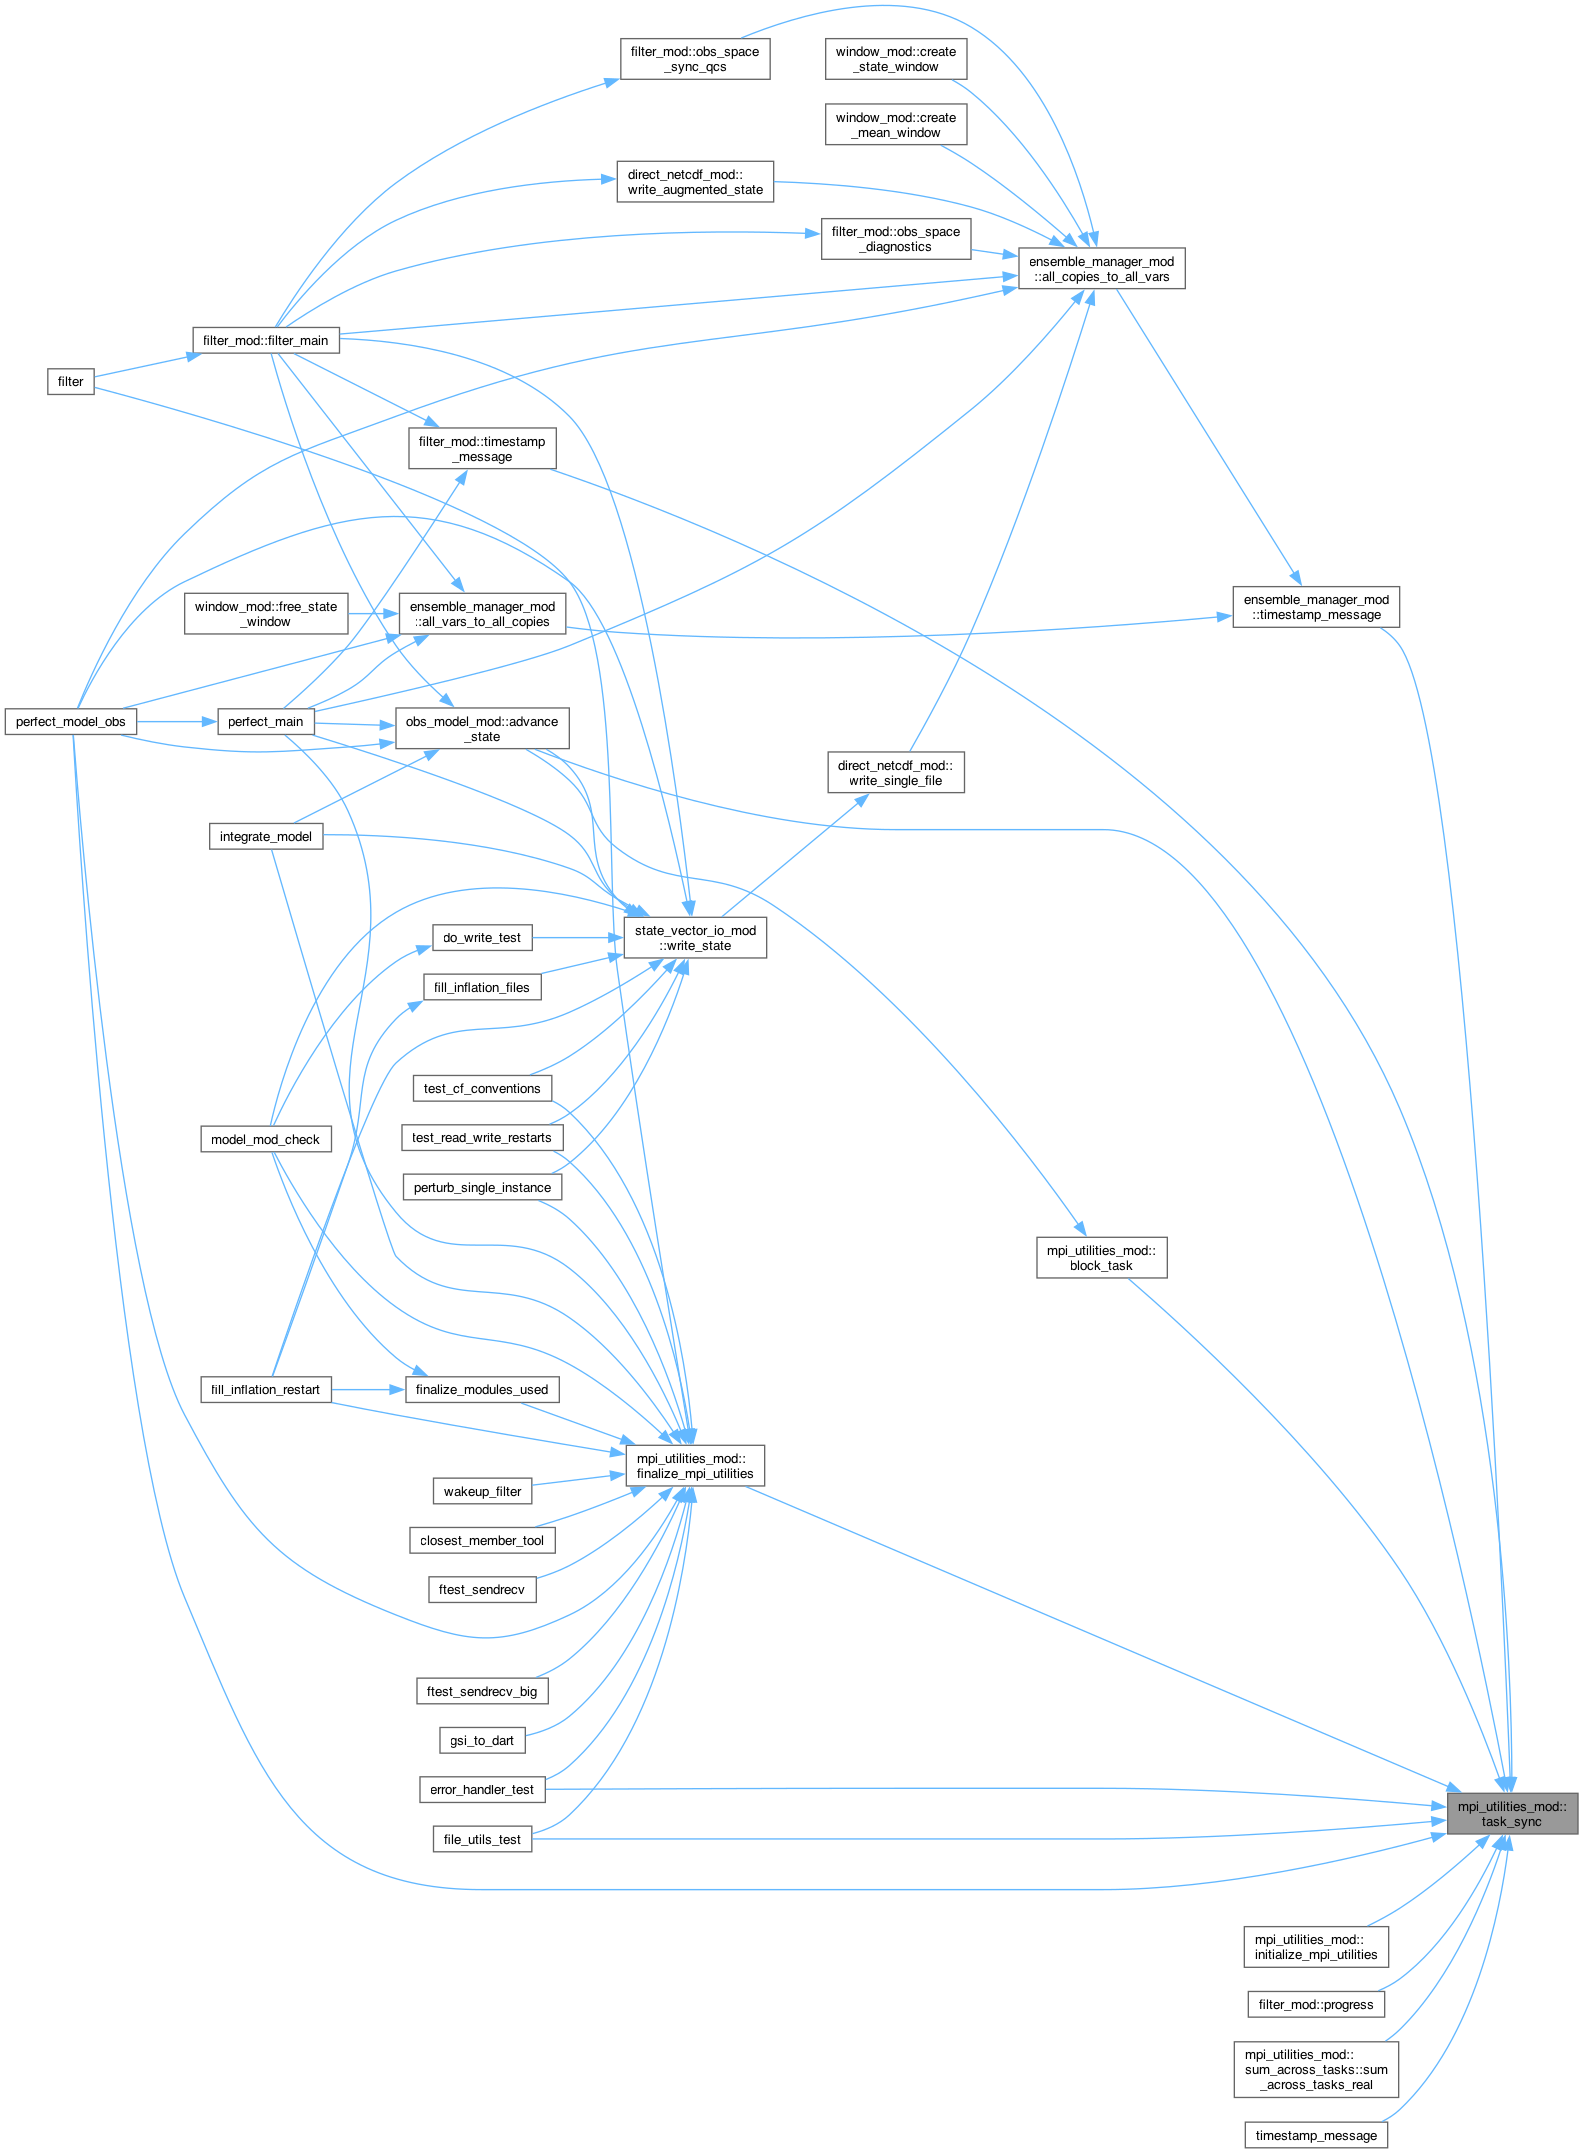 filter_mod::obs_space
_sync_qcs
window_mod::create
_state_window
window_mod::create
_mean_window
direct_netcdf_mod::
write_augmented_state
filter_mod::obs_space
_diagnostics
ensemble_manager_mod
::all_copies_to_all_vars
filter_mod::filter_main
filter
filter_mod::timestamp
_message
window_mod::free_state
_window
ensemble_manager_mod
::all_vars_to_all_copies
ensemble_manager_mod
::timestamp_message
perfect_model_obs
perfect_main
obs_model_mod::advance
_state
direct_netcdf_mod::
write_single_file
integrate_model
state_vector_io_mod
::write_state
do_write_test
fill_inflation_files
test_cf_conventions
model_mod_check
test_read_write_restarts
perturb_single_instance
mpi_utilities_mod::
block_task
fill_inflation_restart
finalize_modules_used
mpi_utilities_mod::
finalize_mpi_utilities
wakeup_filter
closest_member_tool
ftest_sendrecv
ftest_sendrecv_big
gsi_to_dart
error_handler_test
file_utils_test
mpi_utilities_mod::
task_sync
mpi_utilities_mod::
initialize_mpi_utilities
filter_mod::progress
mpi_utilities_mod::
sum_across_tasks::sum
_across_tasks_real
timestamp_message